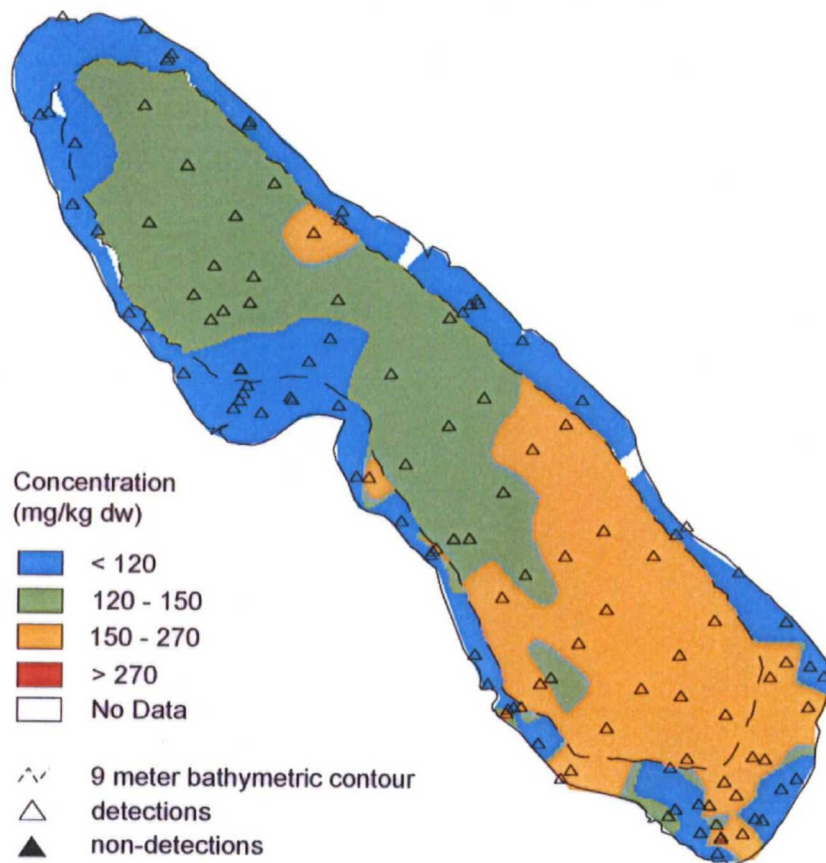 Concentration
(mg/kg dw)
< 120
120 - 150
150 - 270
> 270
No Data
9 meter bathymetric contour
detections
non-detections